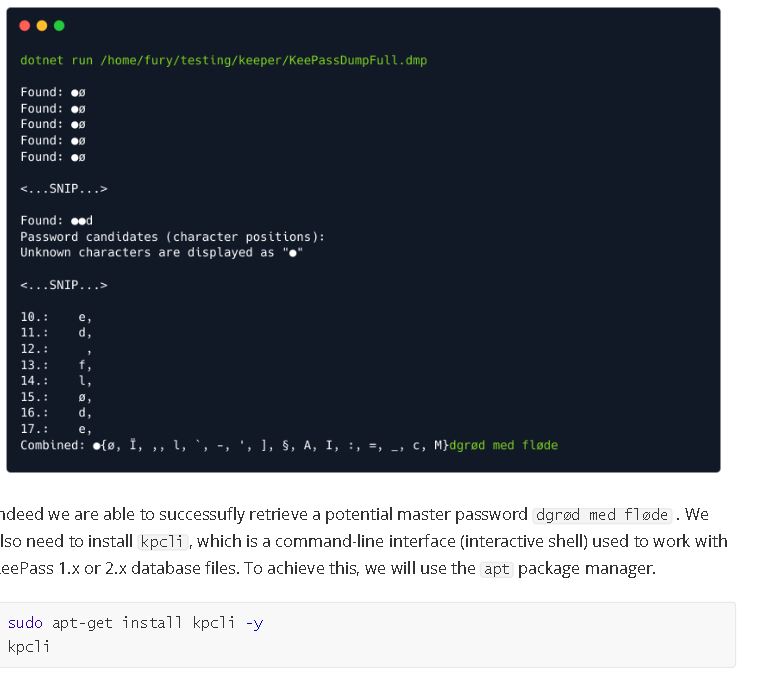 dotnet run /home/fury/testing/keeper/KeePassDumpFull.dmp
Found: ●ø
Found: ●ø
Found: ●ø
Found: ●ø
Found: ●ø
<...SNIP...>
Found: ●●d
Password candidates (character positions):
Unknown characters are displayed as "●"
<...SNIP...>
10.: e,
11.: d,
12.: ,
13.: f,
14.: l,
15.: ø,
16.: d,
17.: e,
Combined: ●{ø, Ï, ,, l, `, -, ', ], §, A, I, :, =, _, c, M}dgrød med fløde
ndeed we are able to successufly retrieve a potential master password dgrød med fløde . We
lso need to install kpcli , which is a command-line interface (interactive shell) used to work with
eePass 1.x or 2.x database files. To achieve this, we will use the apt package manager.
sudo apt-get install kpcli -y
kpcli